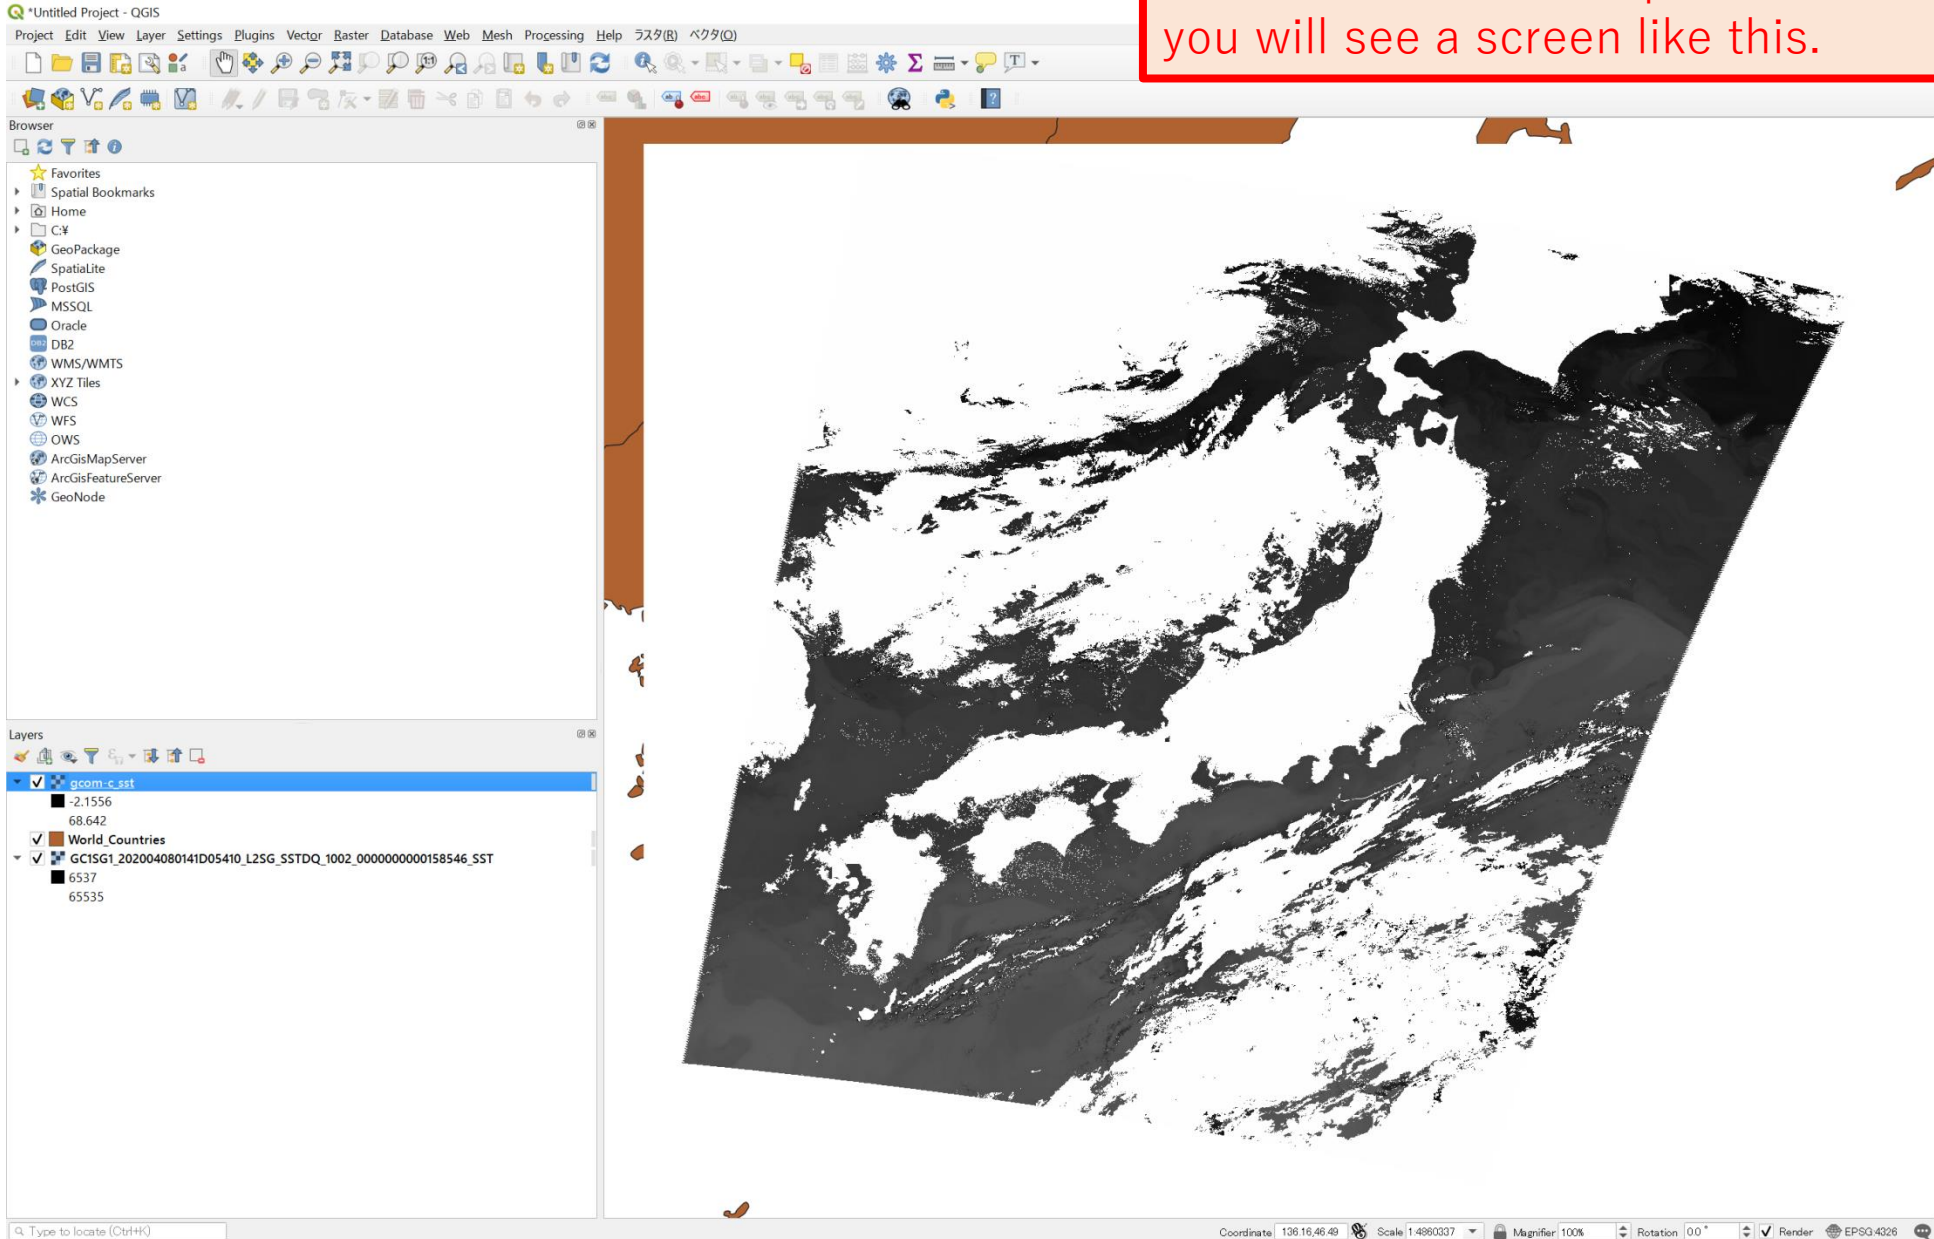 *Untitled Project - QGIS
you will see a screen like this.
Project Edit View Layer Settings Plugins Vector Raster Database Web Mesh Processing Help ラスタ(R) ベクタ(O)
Browser
Favorites
Spatial Bookmarks
Home
C:¥
GeoPackage
SpatiaLite
PostGIS
MSSQL
Oracle
DB2
WMS/WMTS
XYZ Tiles
WCS
WFS
OWS
ArcGisMapServer
ArcGisFeatureServer
GeoNode
Layers
gcom-c_sst
-2.1556
68.642
World_Countries
GC1SG1_202004080141D05410_L2SG_SSTDQ_1002_0000000000158546_SST
6537
65535
Type to locate (Ctrl+K)
Coordinate 136.16,46.49 Scale 1:4860337 Magnifier 100% Rotation 0.0 ° Render EPSG:4326